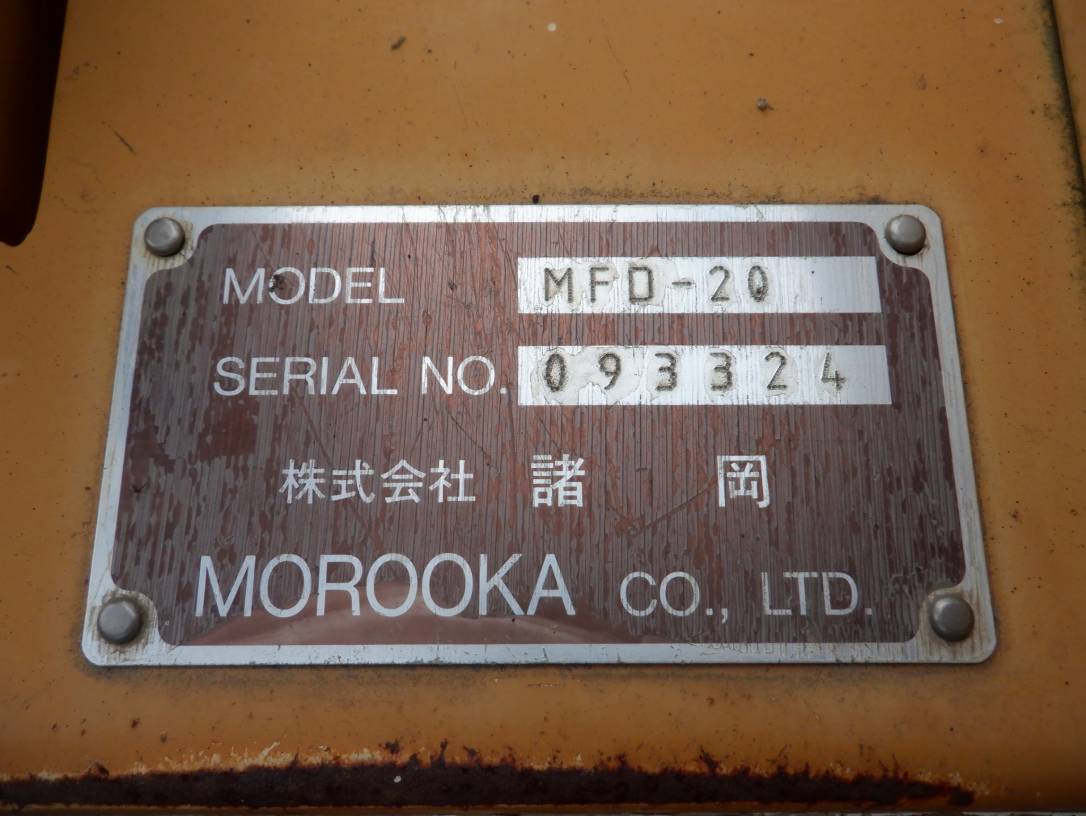 MODEL MFD-20
SERIAL NO. 093324
株式会社 諸 岡
MOROOKA CO., LTD.